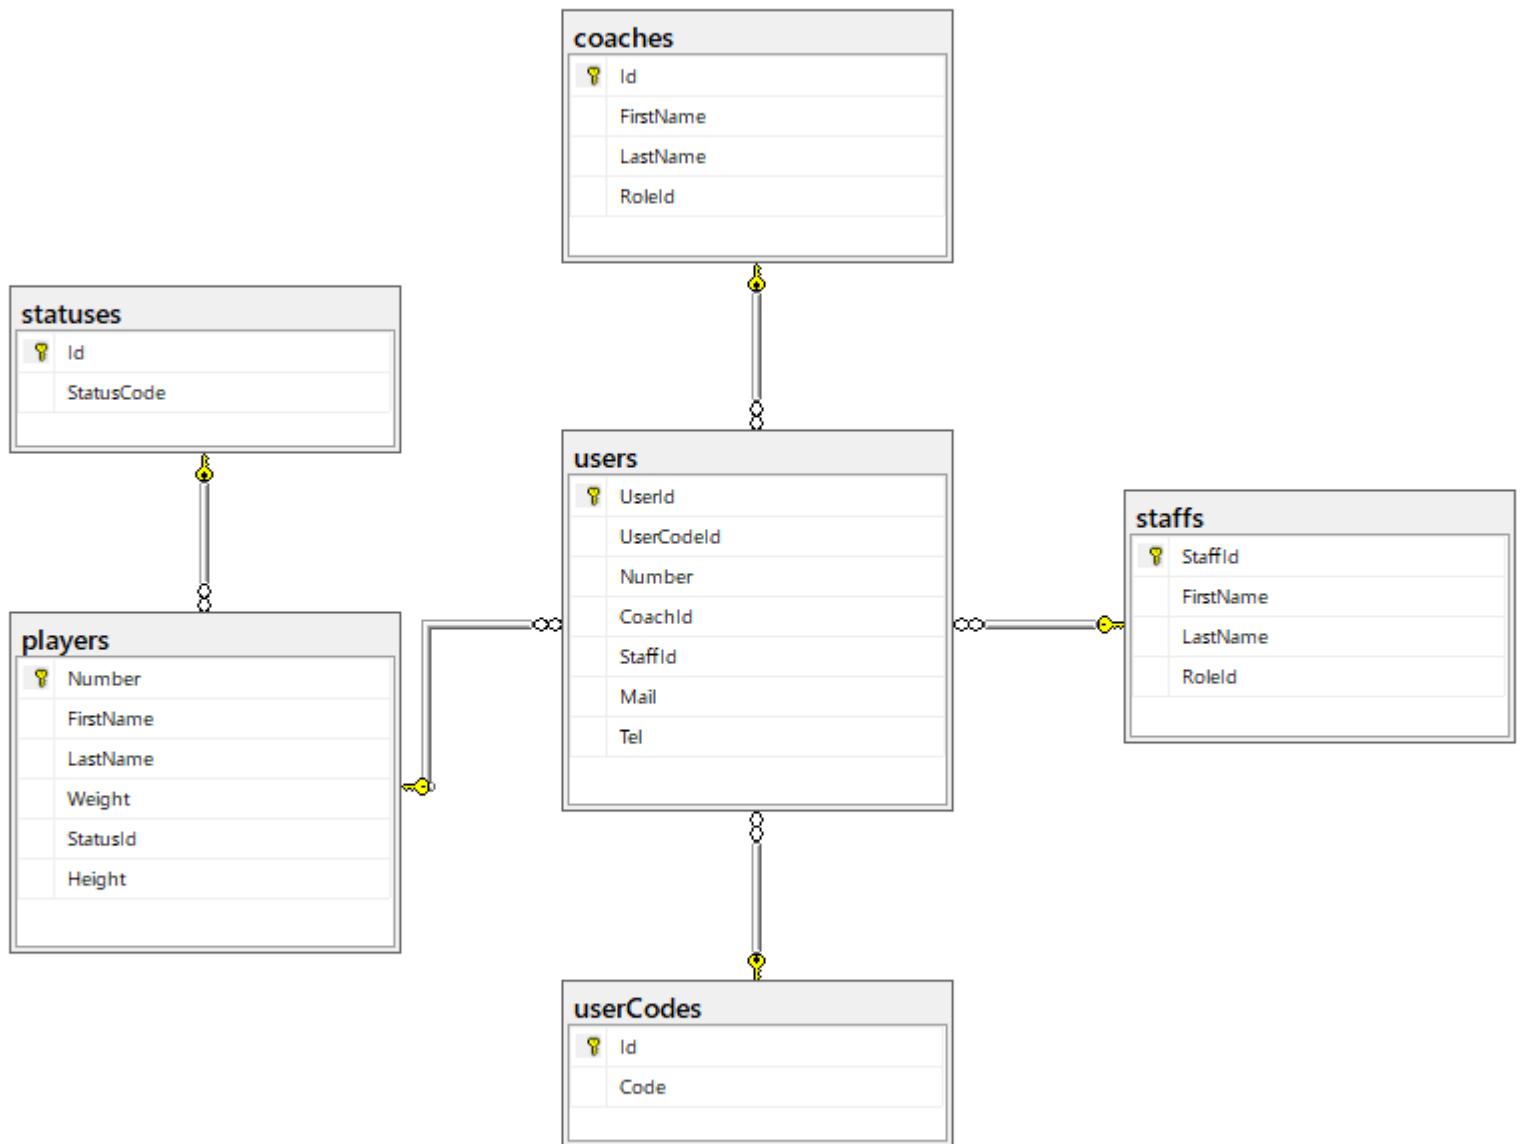 coaches
Id
FirstName
LastName
RoleId
statuses
Id
StatusCode
users
UserId
UserCodeId
Number
CoachId
StaffId
Mail
Tel
staffs
StaffId
FirstName
LastName
RoleId
players
Number
FirstName
LastName
Weight
StatusId
Height
userCodes
Id
Code